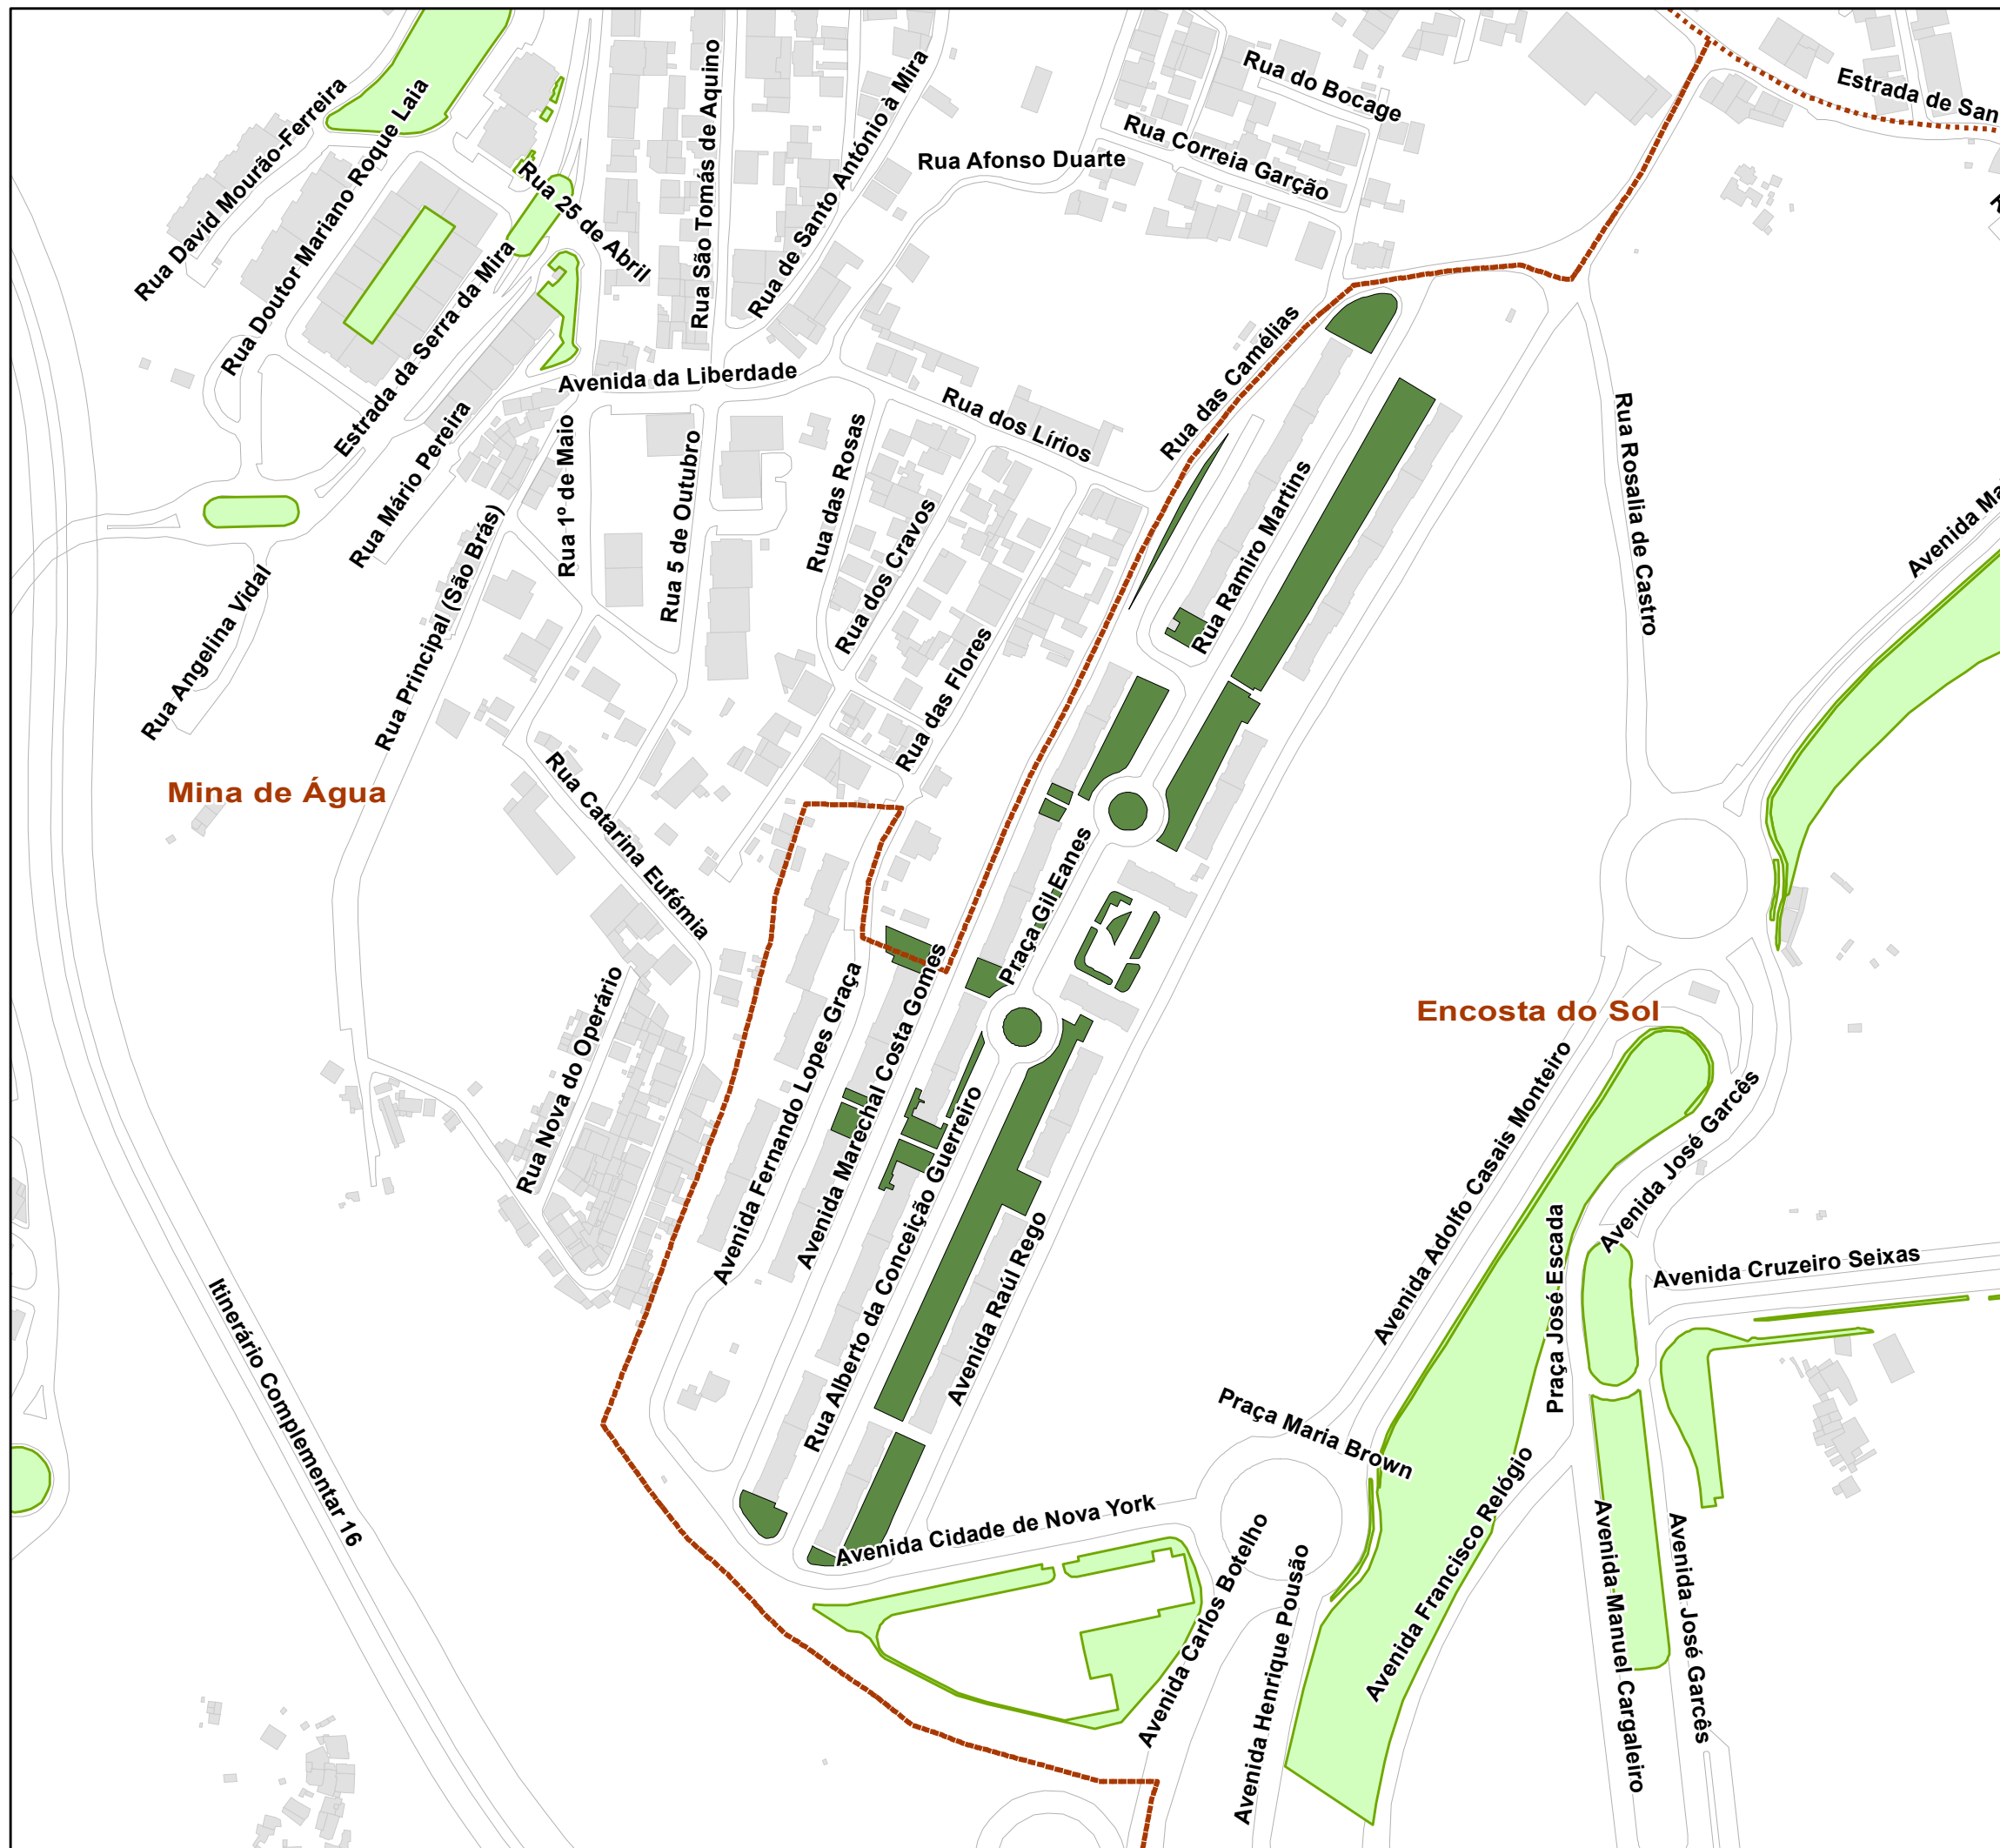 Rua David Mourão-Ferreira
Rua Doutor Mariano Roque Laia
Rua 25 de Abril
Estrada da Serra da Mira
Rua Mário Pereira
Rua São Tomás de Aquino
Rua de Santo António à Mira
Rua Afonso Duarte
Rua do Bocage
Rua Correia Garção
Estrada de San
Avenida da Liberdade
Rua 1º de Maio
Rua 5 de Outubro
Rua das Rosas
Rua dos Lírios
Rua dos Cravos
Rua das Flores
Rua das Camélias
Rua Ramiro Martins
Rua Rosalia de Castro
Avenida Ma
Rua Angelina Vidal
Rua Principal (São Brás)
Rua Catarina Eufémia
Mina de Água
Rua Nova do Operário
Praça Gil Eanes
Encosta do Sol
Avenida Fernando Lopes Graça
Avenida Marechal Costa Gomes
Rua Alberto da Conceição Guerreiro
Avenida Raúl Rego
Avenida Adolfo Casais Monteiro
Avenida José Garcês
Praça José Escada
Avenida Cruzeiro Seixas
Itinerário Complementar 16
Praça Maria Brown
Avenida Cidade de Nova York
Avenida Carlos Botelho
Avenida Henrique Pousão
Avenida Francisco Relógio
Avenida Manuel Cargaleiro
Avenida José Garcês